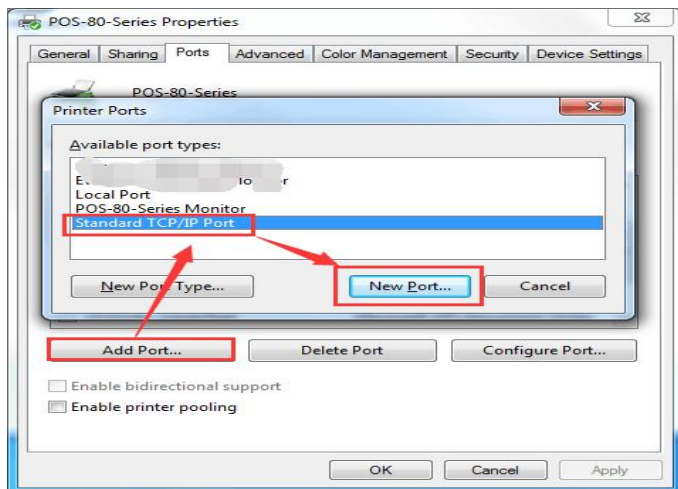 POS-80-Series Properties
General Sharing Ports Advanced Color Management Security Device Settings
POS-80-Series
Printer Ports
Available port types:
Local Port
POS-80-Series Monitor
Standard TCP/IP Port
New Port Type... New Port... Cancel
Add Port... Delete Port Configure Port...
Enable bidirectional support
Enable printer pooling
OK Cancel Apply